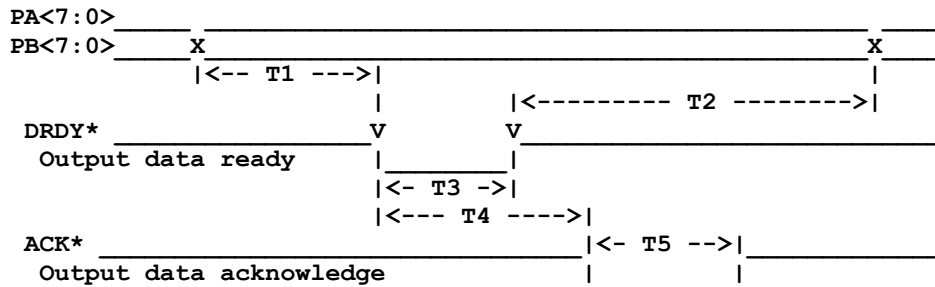 PA<7:0>
PB<7:0> X X
|<-- T1 --->| |
| |<--------- T2 -------->|
DRDY* V V
Output data ready | |
|<- T3 ->|
|<--- T4 ---->|
ACK* |<- T5 -->|
Output data acknowledge | |